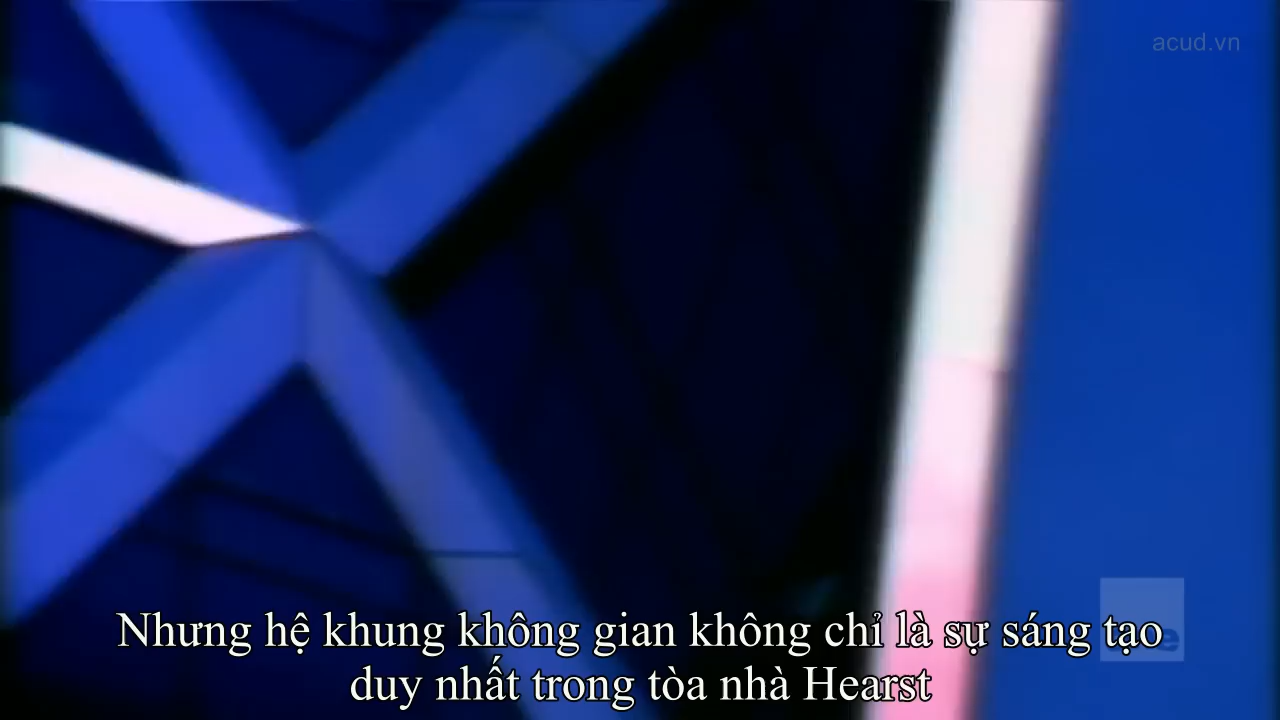 acud.vn
Nhưng hệ khung không gian không chỉ là sự sáng tạo
duy nhất trong tòa nhà Hearst